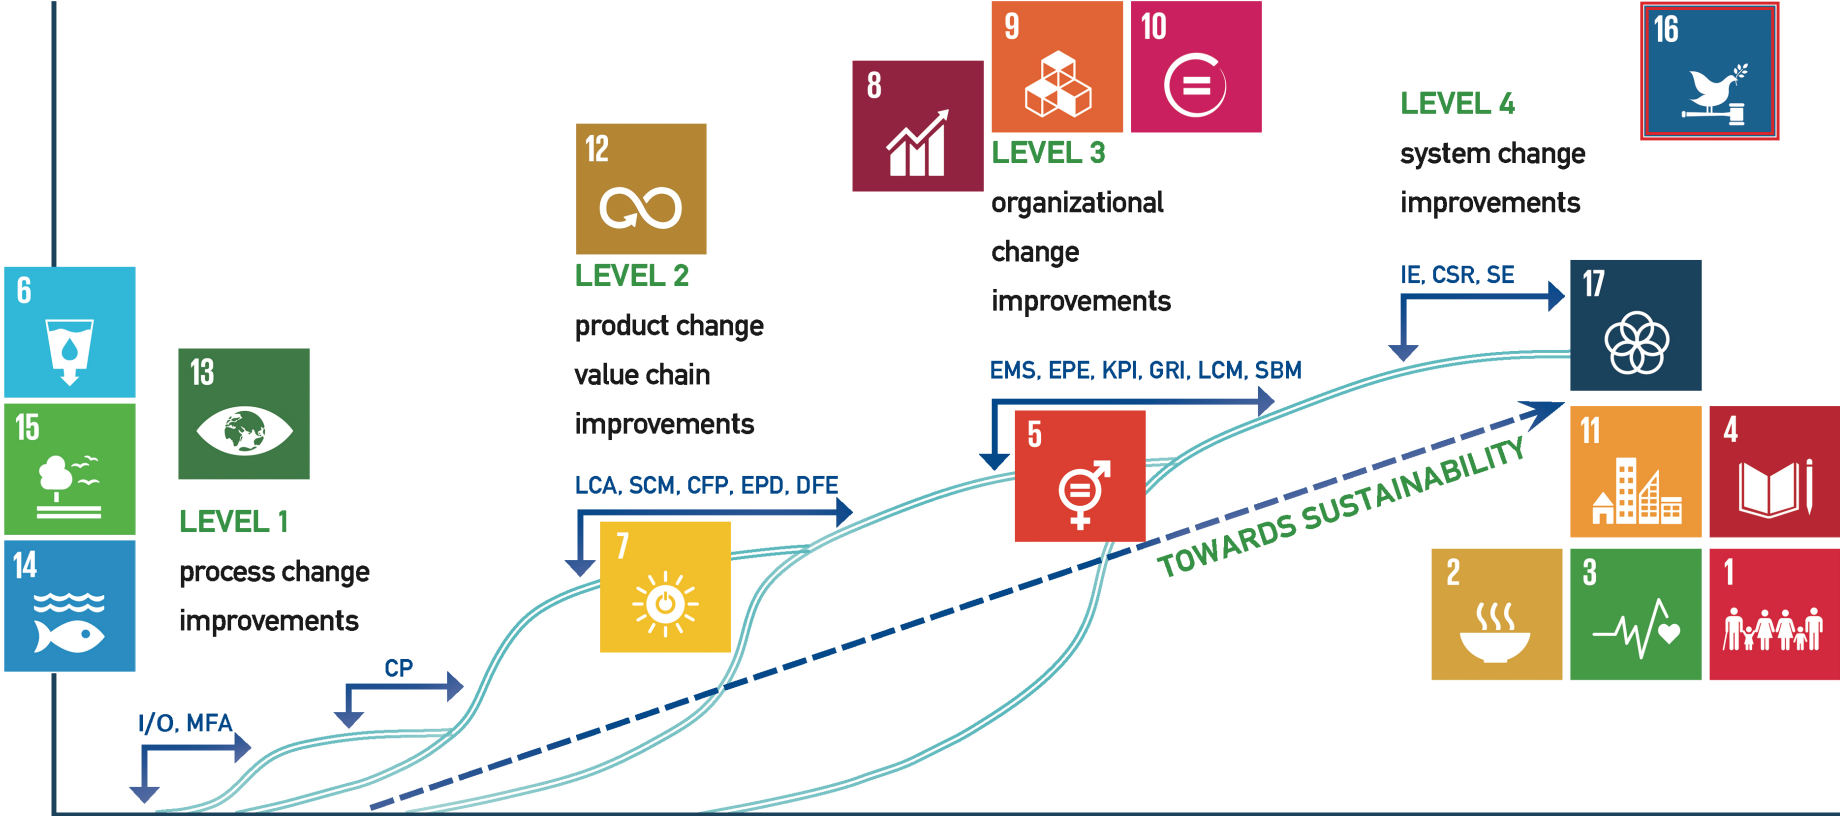 6
15
14
13
LEVEL 1
process change
improvements
I/O, MFA
CP
12
LEVEL 2
product change
value chain
improvements
LCA, SCM, CFP, EPD, DFE
7
8
9
10
LEVEL 3
organizational
change
improvements
EMS, EPE, KPI, GRI, LCM, SBM
5
TOWARDS SUSTAINABILITY
16
LEVEL 4
system change
improvements
IE, CSR, SE
17
11
4
2
3
1